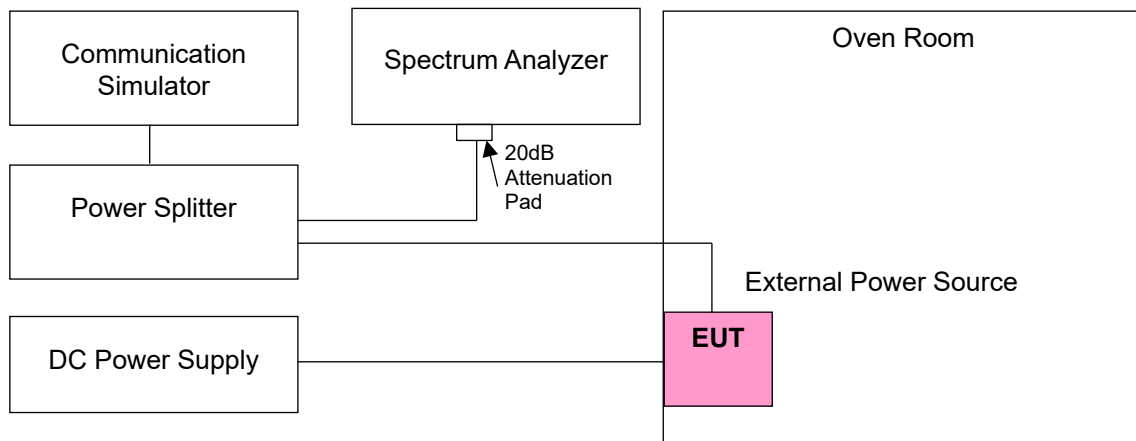 Communication
Simulator
Spectrum Analyzer
Oven Room
20dB
Attenuation
Pad
Power Splitter
External Power Source
EUT
DC Power Supply